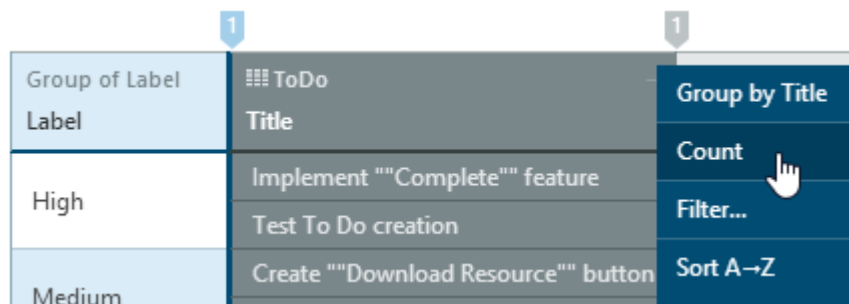 1
1
Group of Label
Label
ToDo
Title
High
Implement ""Complete"" feature
Test To Do creation
Medium
Create ""Download Resource"" button
Group by Title
Count
Filter...
Sort A→Z